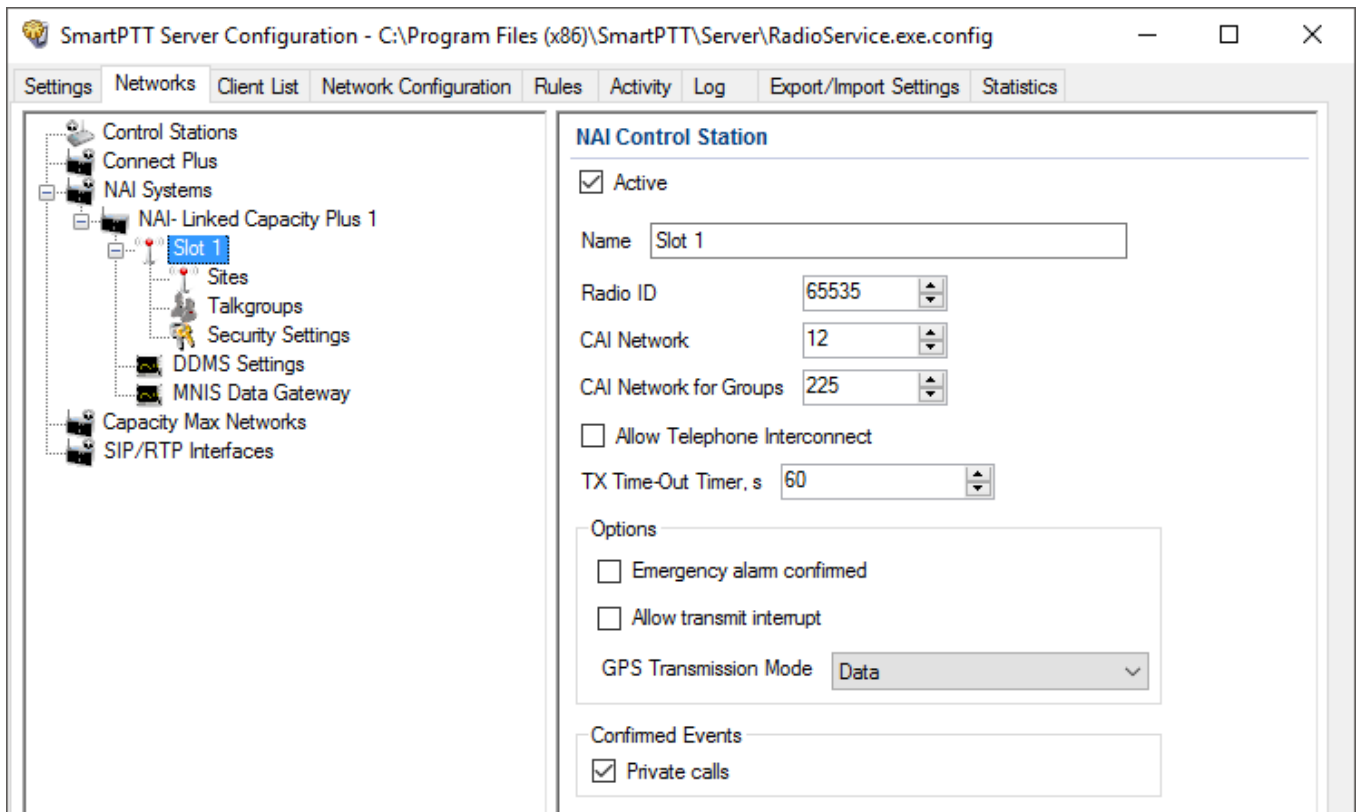 SmartPTT Server Configuration - C:\Program Files (x86)\SmartPTT\Server\RadioService.exe.config
Settings Networks Client List Network Configuration Rules Activity Log Export/Import Settings Statistics
Control Stations
Connect Plus
NAI Systems
NAI- Linked Capacity Plus 1
Slot 1
Sites
Talkgroups
Security Settings
DDMS Settings
MNIS Data Gateway
Capacity Max Networks
SIP/RTP Interfaces
NAI Control Station
Active
Name Slot 1
Radio ID 65535
CAI Network 12
CAI Network for Groups 225
Allow Telephone Interconnect
TX Time-Out Timer, s 60
Options
Emergency alarm confirmed
Allow transmit interrupt
GPS Transmission Mode Data
Confirmed Events
Private calls